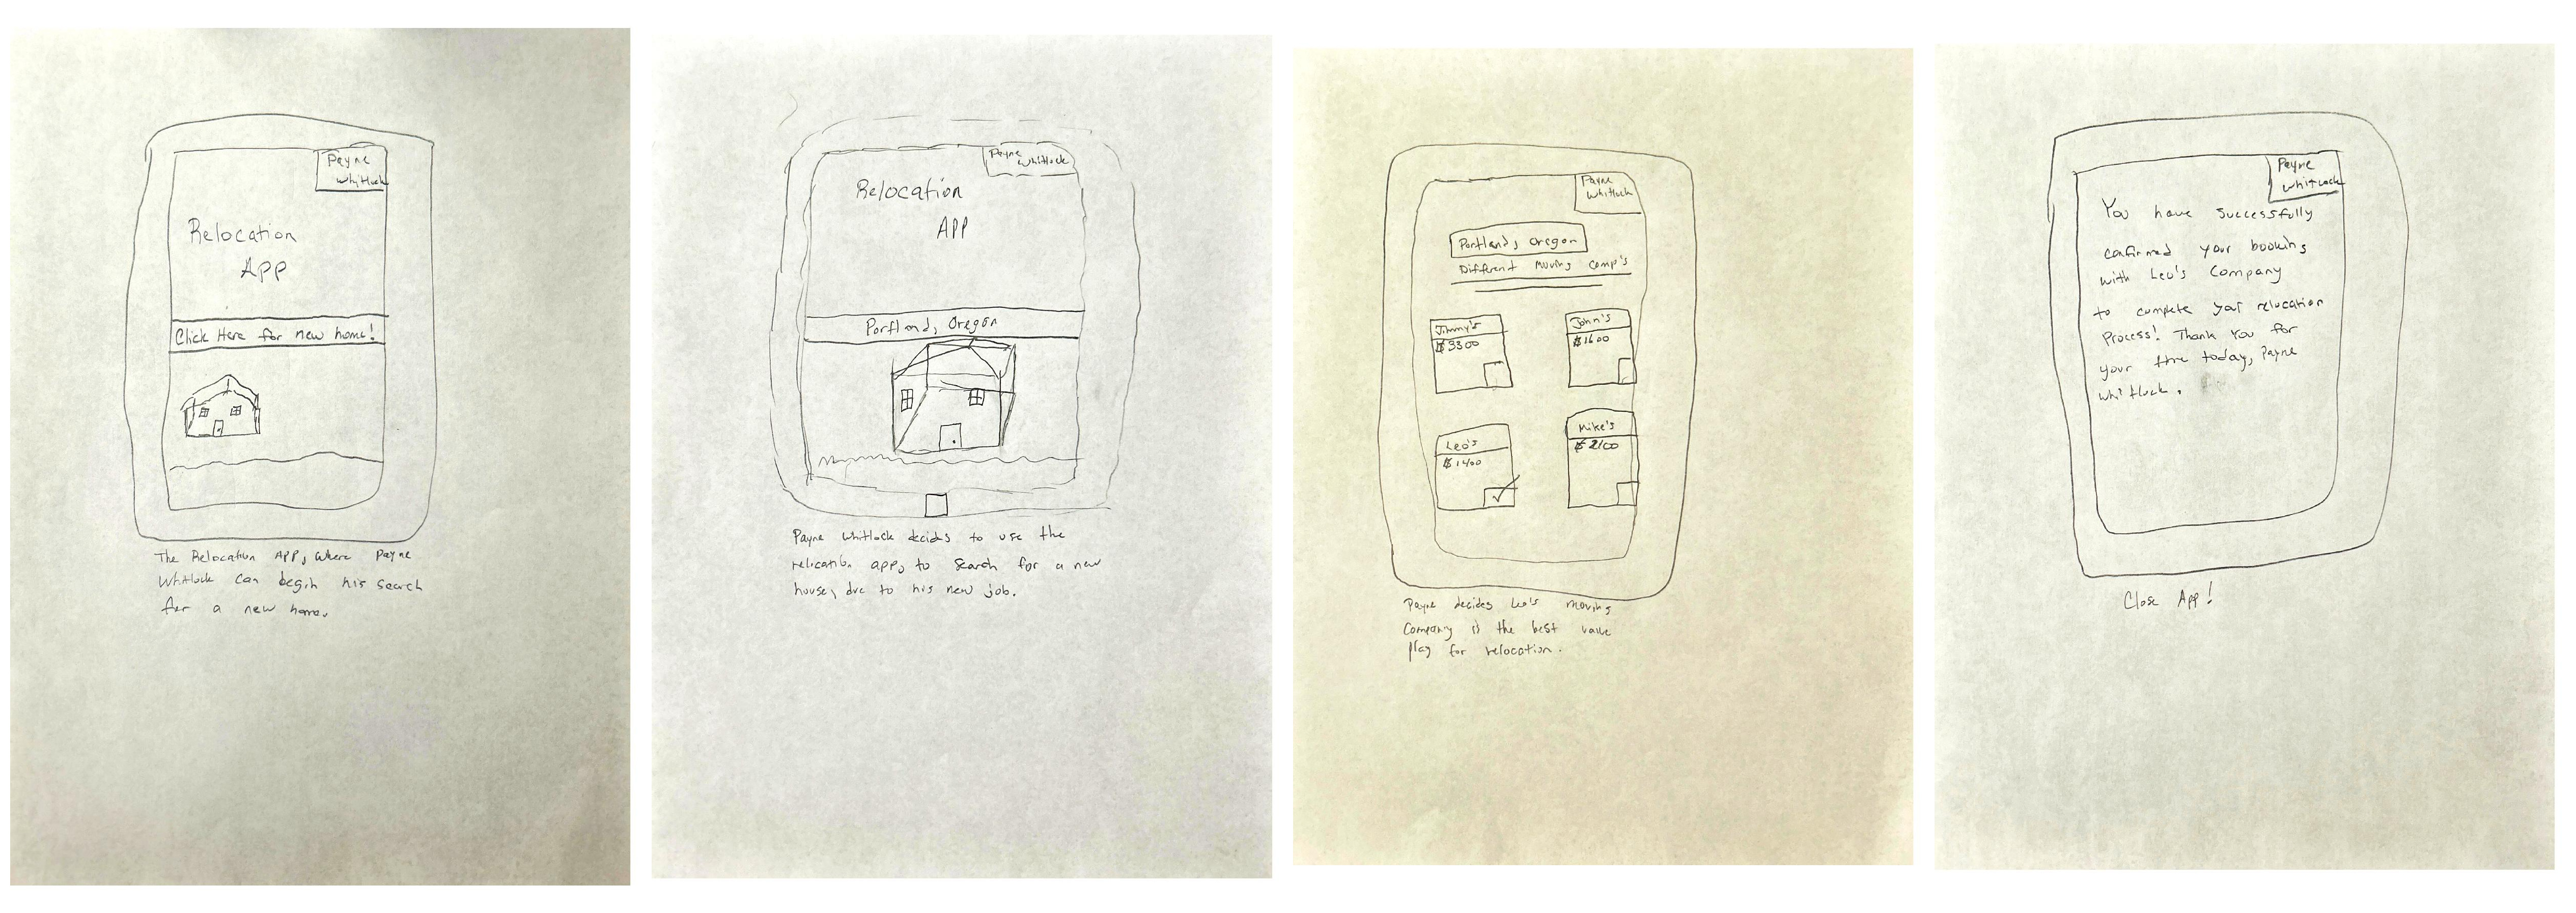 Payne
Whitlock
Relocation
App
Click Here for new home!
The Relocation APP, Where Payne
Whitlock can begin his search
for a new home.
Payne
Whitlock
Relocation
APP
Portland, Oregon
Payne Whitlock decids to use the
relocation app, to search for a new
house, due to his new job.
Payne
Whitlock
Portland, Oregon
Different Moving Comp's
Jimmy's
$3300
John's
$1600
Leo's
$1400
Mike's
$2100
Payne decides Leo's moving
Company is the best value
play for relocation.
Payne
Whitlock
You have successfully
confirmed your booking
with Leo's Company
to complete your relocation
Process! Thank You for
your time today, Payne
Whitlock.
Close App!